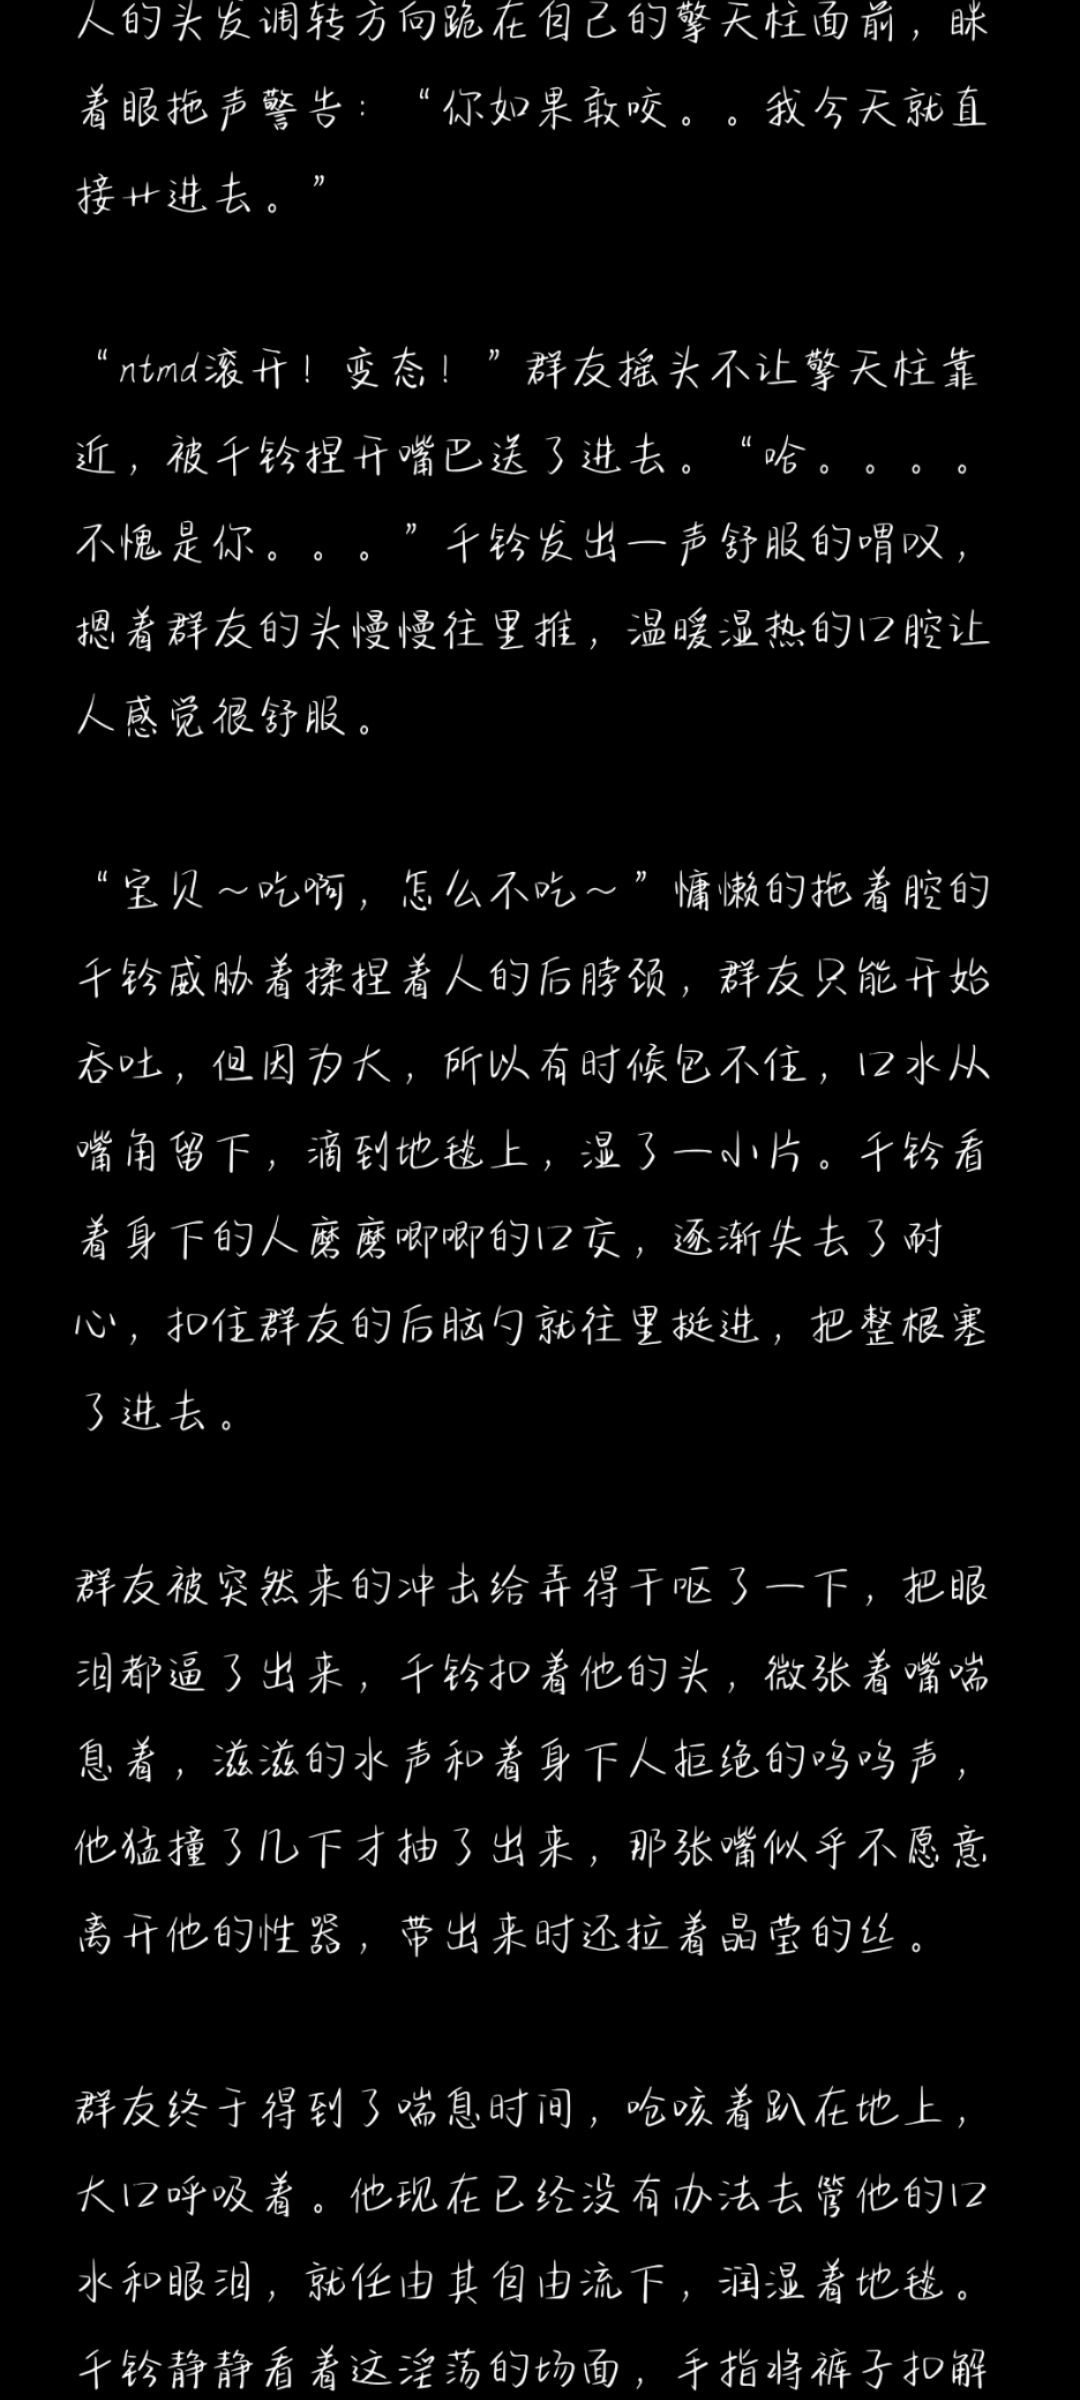 人的头发调转方向跪在自己的擎天柱面前，眯
着眼拖声警告：“你如果敢咬。。我今天就直
接艹进去。”
“ntmd滚开！变态！”群友摇头不让擎天柱靠
近，被千铃捏开嘴巴送了进去。“哈。。。。
不愧是你。。。”千铃发出一声舒服的喟叹，
摁着群友的头慢慢往里推，温暖湿热的口腔让
人感觉很舒服。
“宝贝～吃啊，怎么不吃～”慵懒的拖着腔的
千铃威胁着揉捏着人的后脖颈，群友只能开始
吞吐，但因为大，所以有时候包不住，口水从
嘴角留下，滴到地毯上，湿了一小片。千铃看
着身下的人磨磨唧唧的口交，逐渐失去了耐
心，扣住群友的后脑勺就往里挺进，把整根塞
了进去。
群友被突然来的冲击给弄得干呕了一下，把眼
泪都逼了出来，千铃扣着他的头，微张着嘴喘
息着，滋滋的水声和着身下人拒绝的呜呜声，
他猛撞了几下才抽了出来，那张嘴似乎不愿意
离开他的性器，带出来时还拉着晶莹的丝。
群友终于得到了喘息时间，呛咳着趴在地上，
大口呼吸着。他现在已经没有办法去管他的口
水和眼泪，就任由其自由流下，润湿着地毯。
千铃静静看着这淫荡的场面，手指将裤子扣解